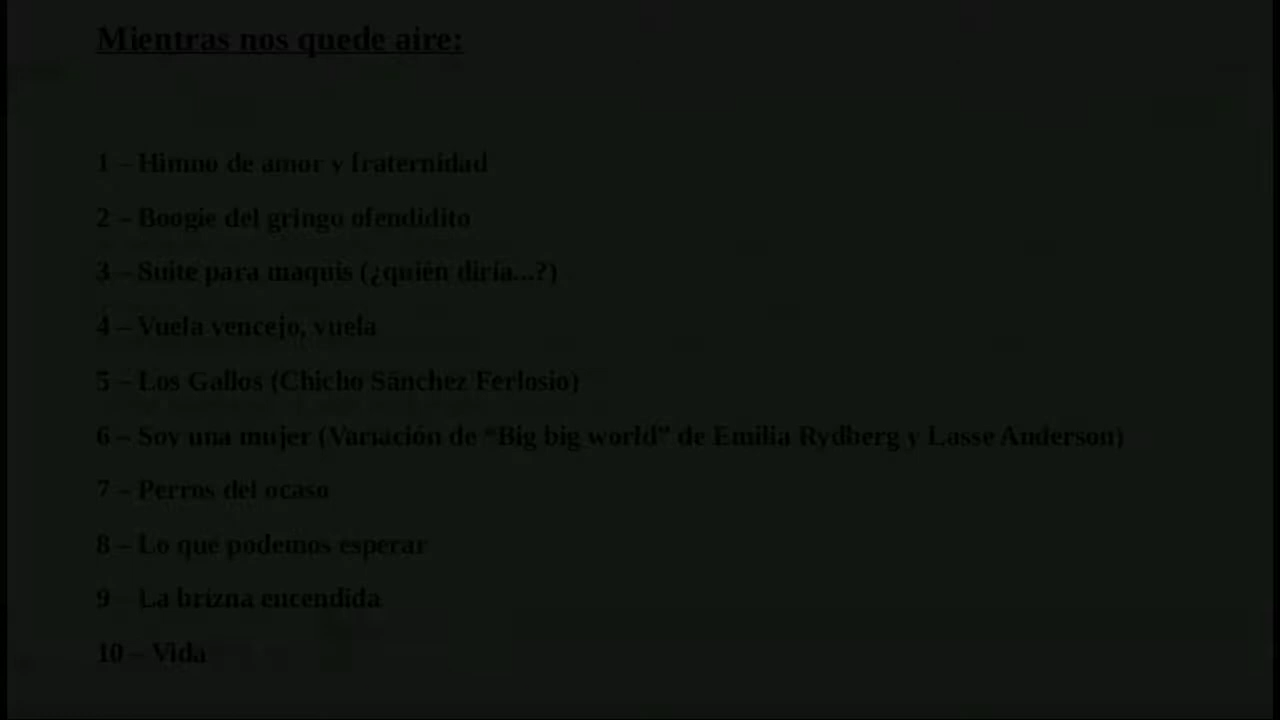 Mientras nos quede aire:
1 – Himno de amor y fraternidad
2 – Boogie del gringo ofendidito
3 – Suite para maquis (¿quién diría...?)
4 – Vuela vencejo, vuela
5 – Los Gallos (Chicho Sánchez Ferlosio)
6 – Soy una mujer (Variación de “Big big world” de Emilia Rydberg y Lasse Anderson)
7 – Perros del ocaso
8 – Lo que podemos esperar
9 – La brizna encendida
10 – Vida